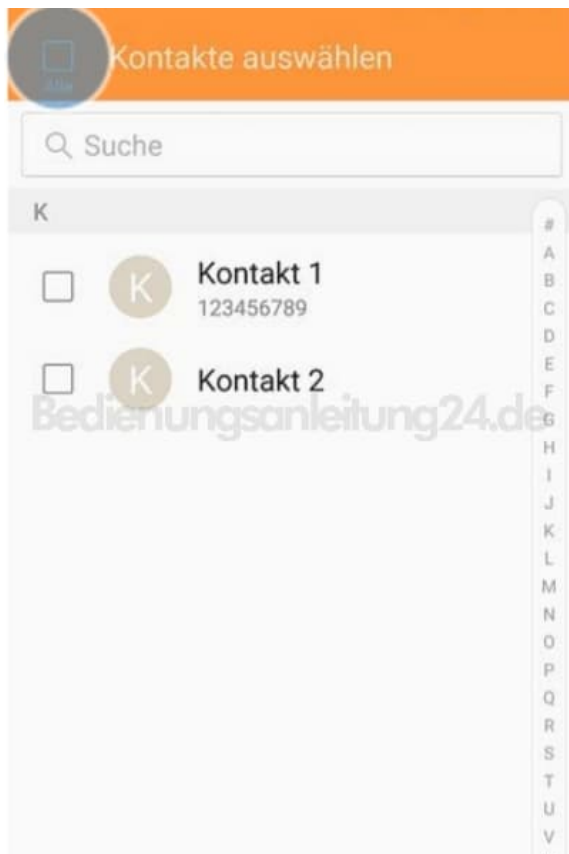 Alle
Kontakte auswählen
Suche
K
K
Kontakt 1
123456789
K
Kontakt 2
Bedienungsanleitung24.de
#
A
B
C
D
E
F
G
H
I
J
K
L
M
N
O
P
Q
R
S
T
U
V